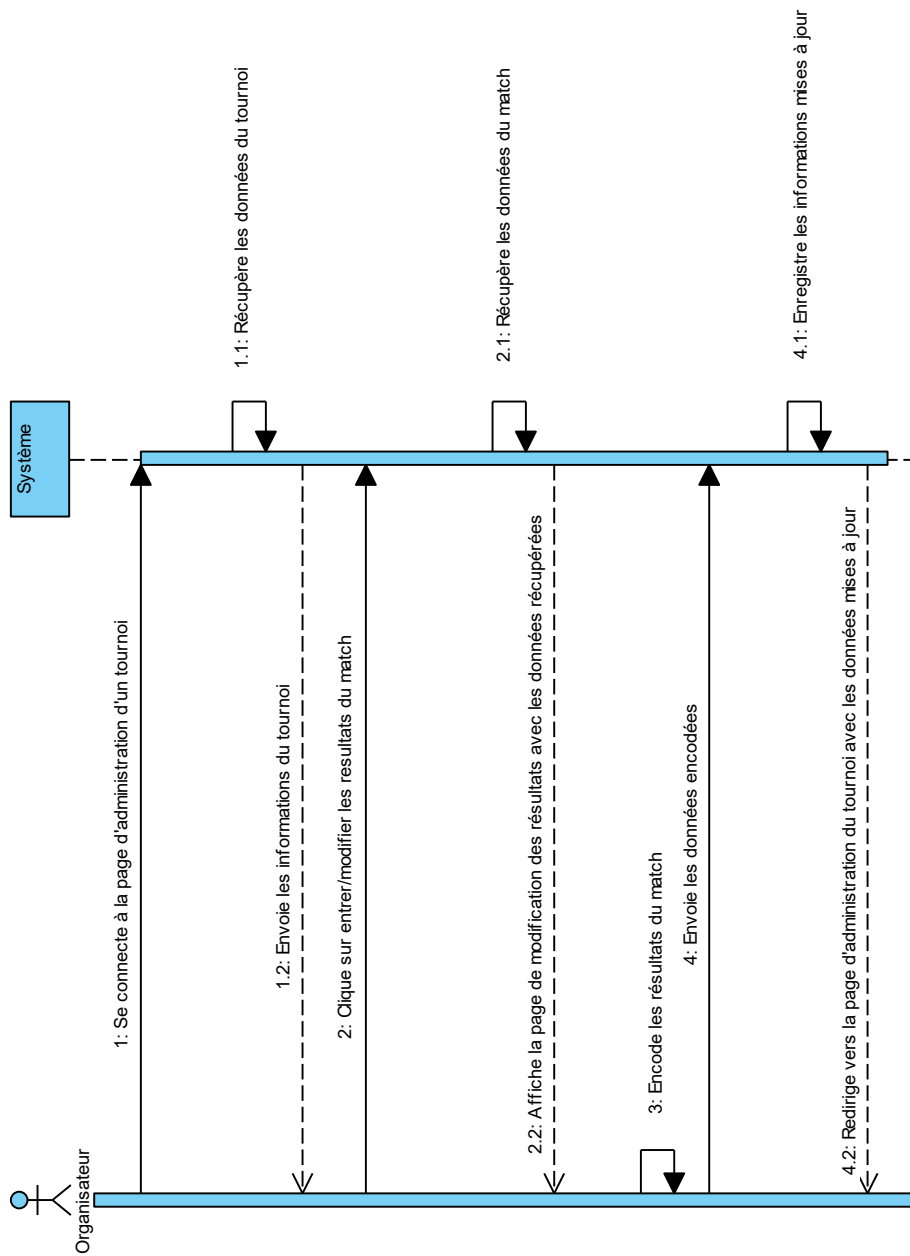 Organisateur
Système
1: Se connecte à la page d'administration d'un tournoi
1.1: Récupère les données du tournoi
1.2: Envoie les informations du tournoi
2: Clique sur entrer/modifier les resultats du match
2.1: Récupère les données du match
2.2: Affiche la page de modification des résultats avec les données récupérées
3: Encode les résultats du match
4: Envoie les données encodées
4.1: Enregistre les informations mises à jour
4.2: Redirige vers la page d'administration du tournoi avec les données mises à jour